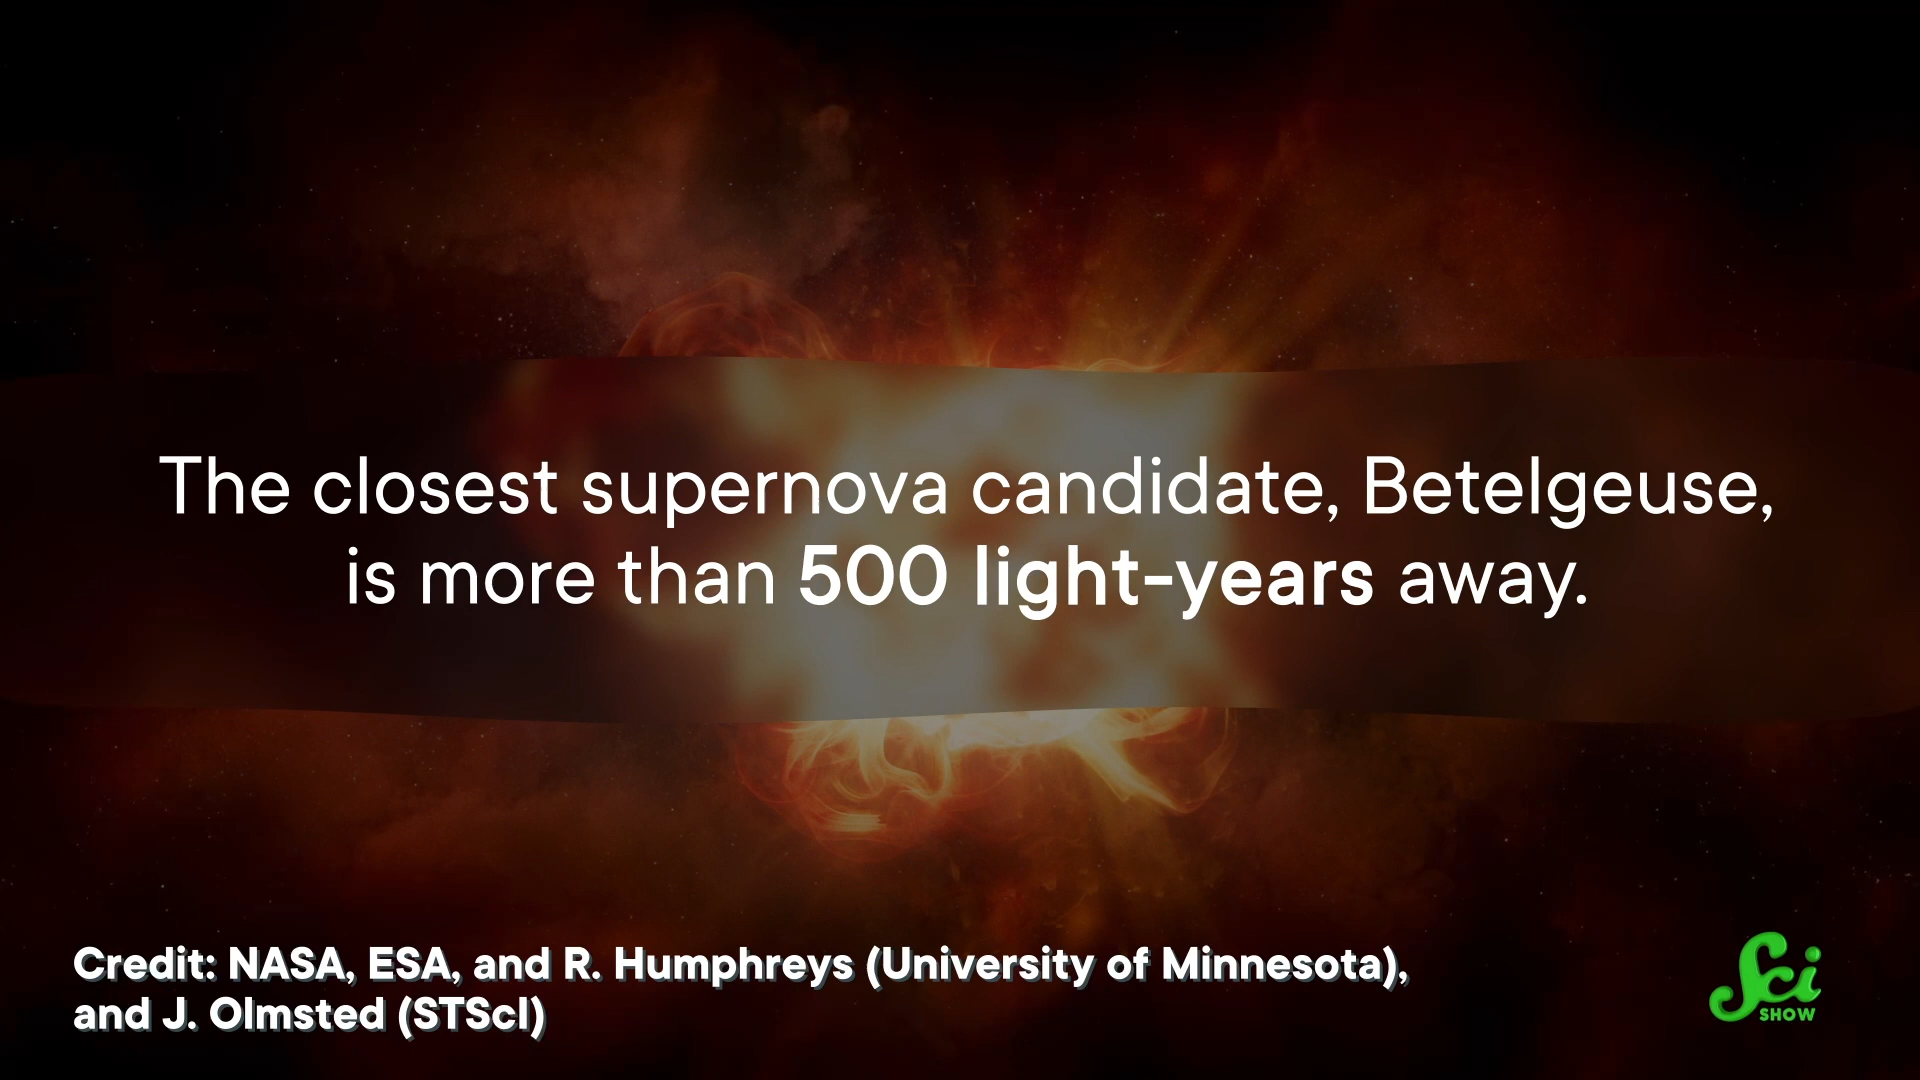 The closest supernova candidate, Betelgeuse,
is more than 500 light-years away.
Credit: NASA, ESA, and R. Humphreys (University of Minnesota),
and J. Olmsted (STScI)
Sci
SHOW